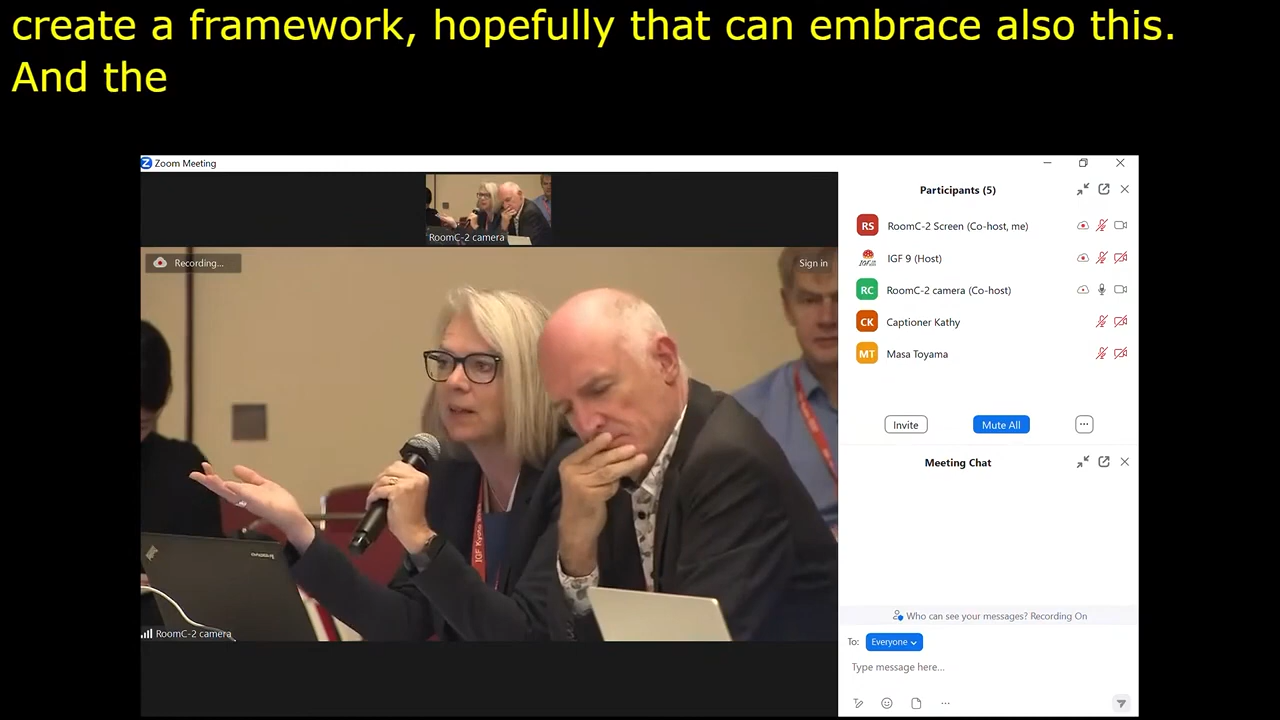 create a framework, hopefully that can embrace also this.
And the
Zoom Meeting
RoomC-2 camera
Recording...
Sign in
RoomC-2 camera
Participants (5)
RS RoomC-2 Screen (Co-host, me)
IGF 9 (Host)
RC RoomC-2 camera (Co-host)
CK Captioner Kathy
MT Masa Toyama
Invite
Mute All
Meeting Chat
Who can see your messages? Recording On
To: Everyone
Type message here...